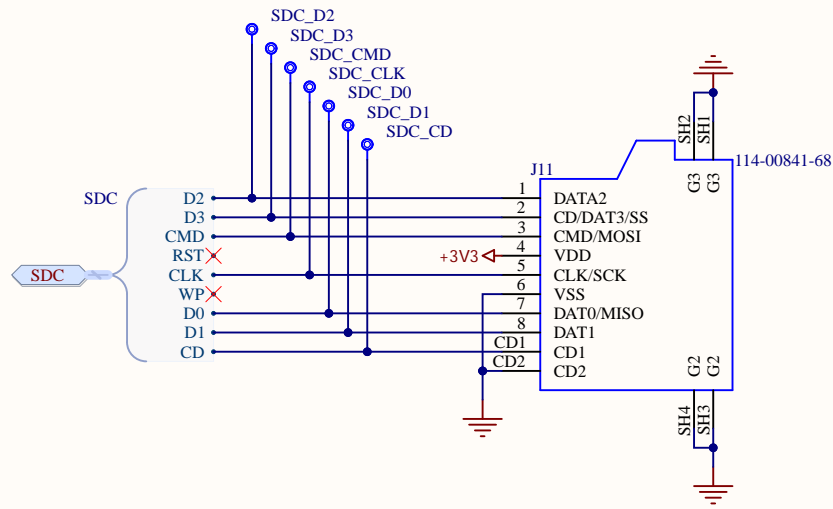 SDC_D2
SDC_D3
SDC_CMD
SDC_CLK
SDC_D0
SDC_D1
SDC_CD
SH2
SH1
J11
114-00841-68
G3
G3
SDC
D2
1
DATA2
D3
2
CD/DAT3/SS
CMD
3
CMD/MOSI
RST
+3V3
4
VDD
SDC
CLK
5
CLK/SCK
WP
6
VSS
D0
7
DAT0/MISO
D1
8
DAT1
CD
CD1
CD1
CD2
CD2
G2
G2
SH4
SH3